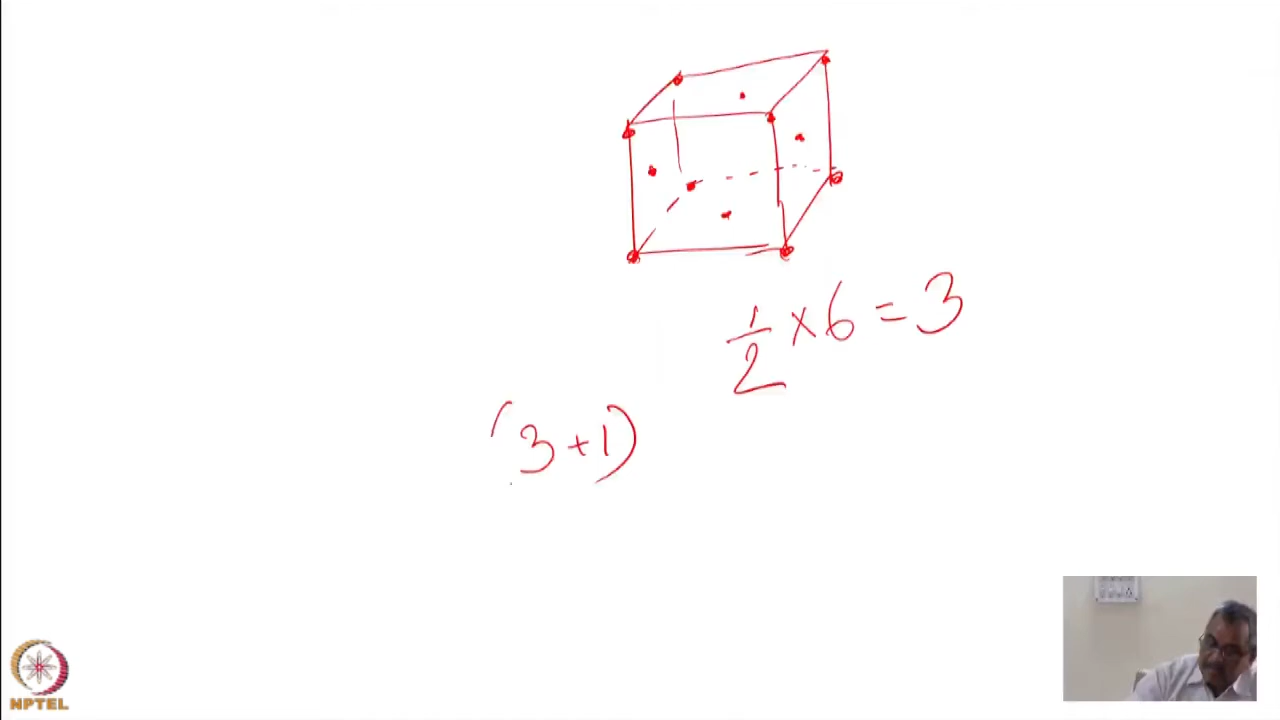 1/2 × 6 = 3
(3 + 1)
NPTEL